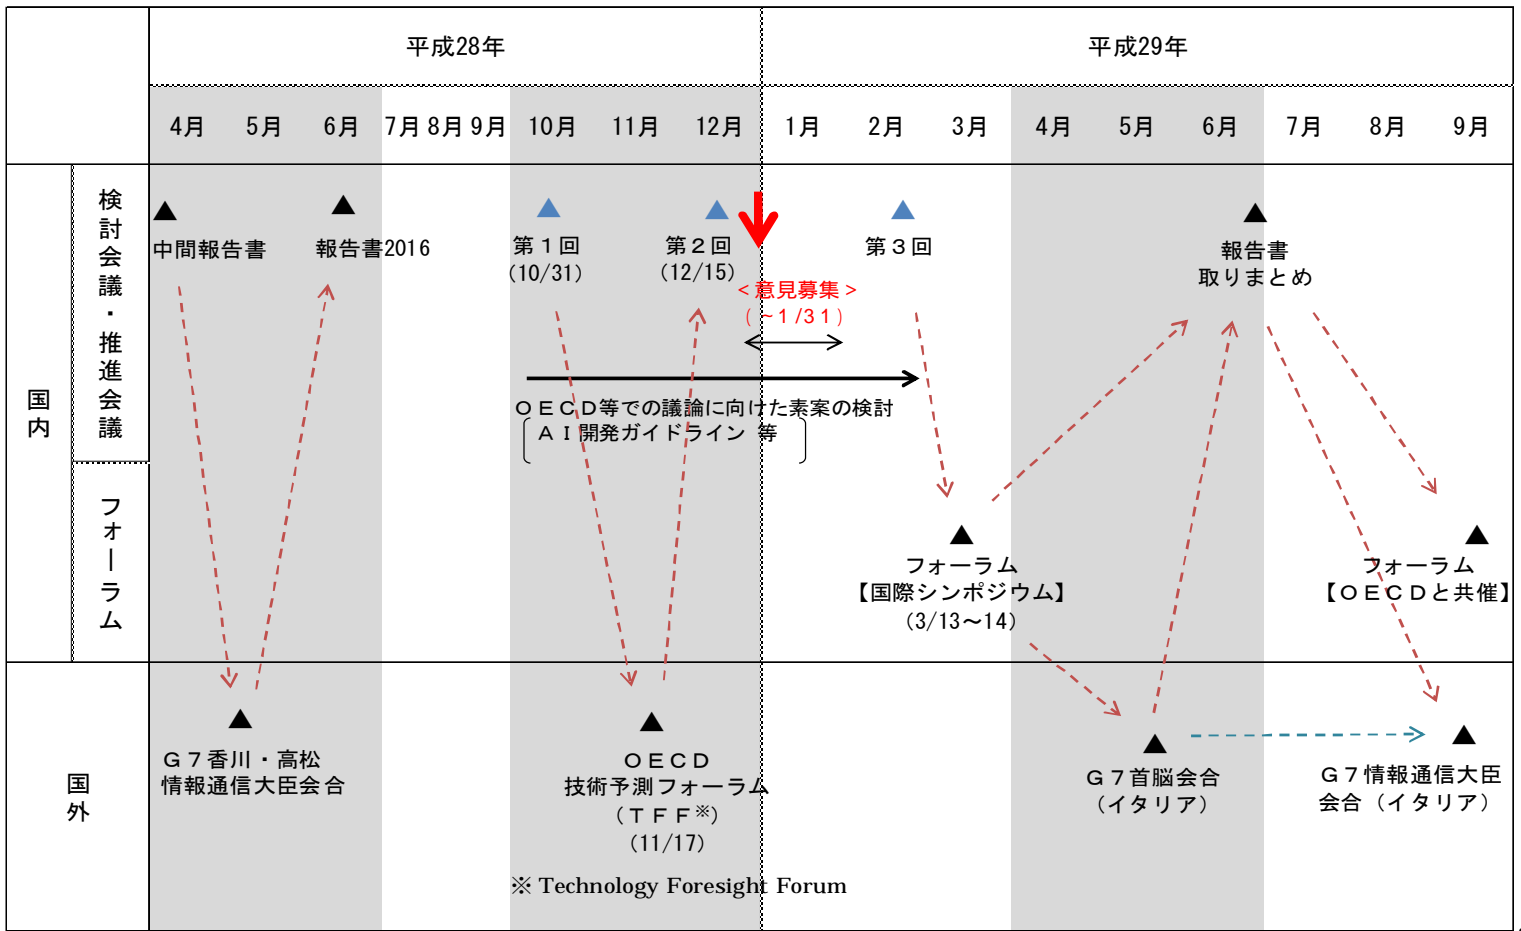 平成28年
平成29年
4月 5月 6月 7月 8月 9月 10月 11月 12月 1月 2月 3月 4月 5月 6月 7月 8月 9月
国内
検討会議・推進会議
▲
中間報告書
▲
報告書2016
▲
第1回
(10/31)
▲
第2回
(12/15)
<意見募集>
(~1/31)
▲
第3回
▲
報告書
取りまとめ
OECD等での議論に向けた素案の検討
AI開発ガイドライン 等
フォーラム
▲
フォーラム
【国際シンポジウム】
(3/13~14)
▲
フォーラム
【OECDと共催】
国外
▲
G7香川・高松
情報通信大臣会合
▲
OECD
技術予測フォーラム
(TFF※)
(11/17)
※ Technology Foresight Forum
▲
G7首脳会合
(イタリア)
▲
G7情報通信大臣
会合(イタリア)